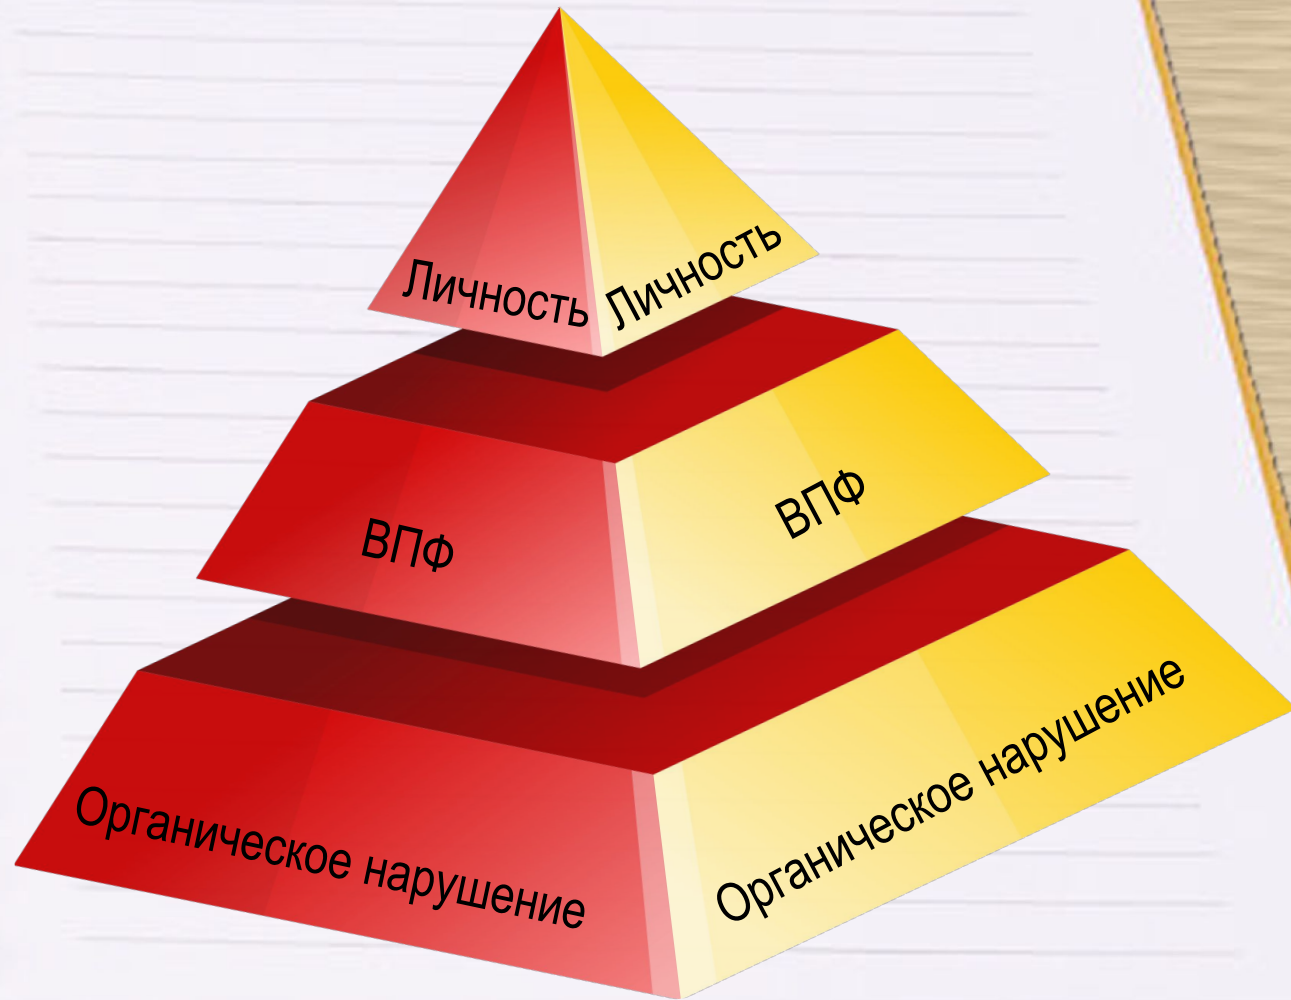 Личность
Личность
ВПФ
ВПФ
Органическое нарушение
Органическое нарушение